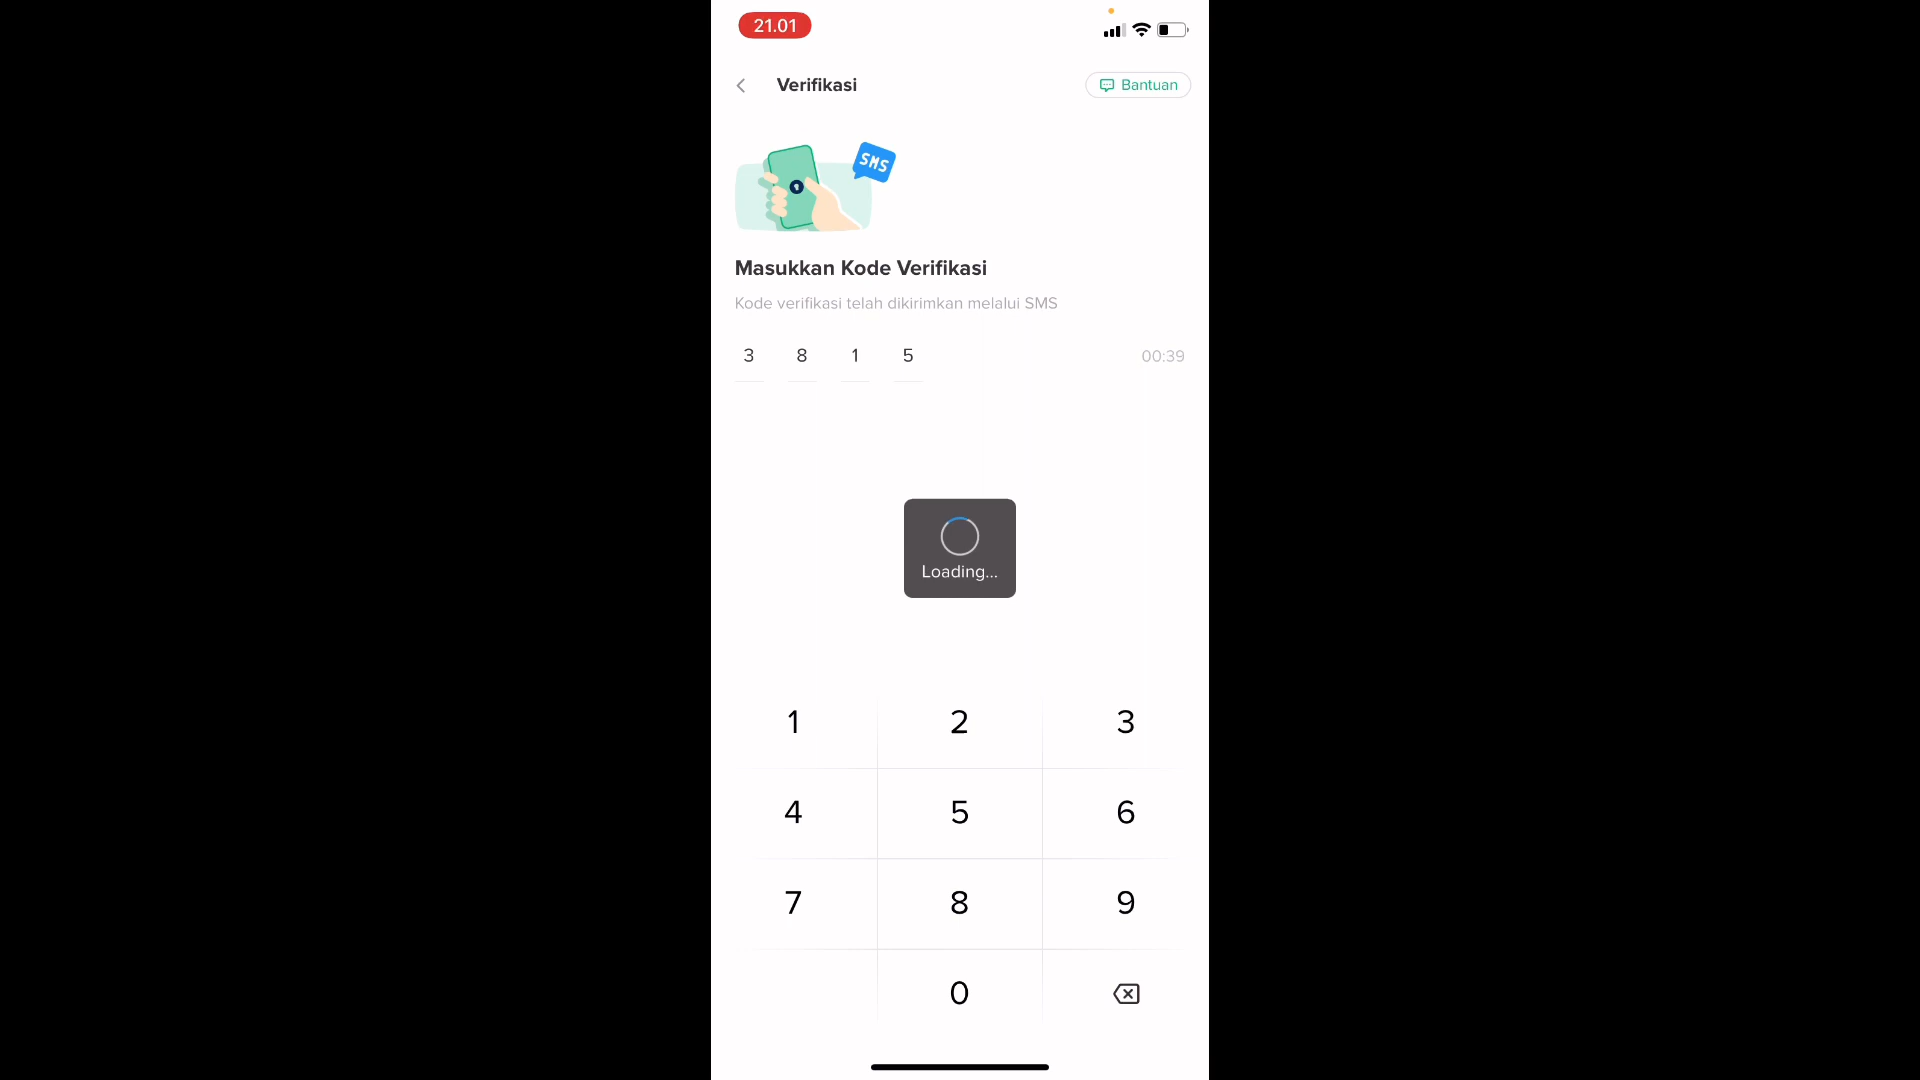 21.01
Verifikasi
Bantuan
SMS
Masukkan Kode Verifikasi
Kode verifikasi telah dikirimkan melalui SMS
3 8 1 5 00:39
Loading...
1 2 3
4 5 6
7 8 9
0